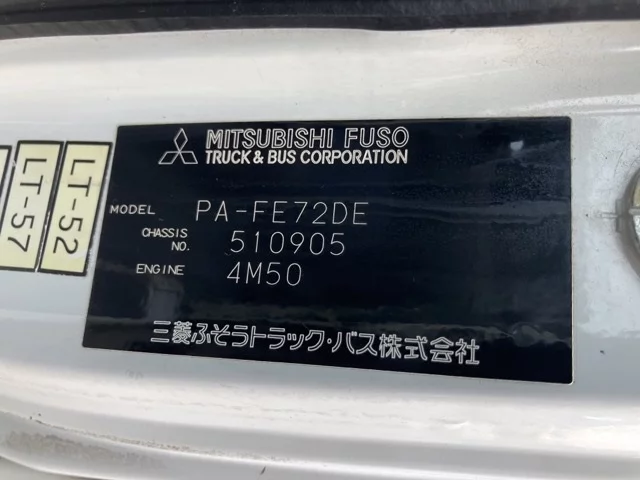 MITSUBISHI FUSO
TRUCK & BUS CORPORATION
MODEL PA-FE72DE
CHASSIS NO. 510905
ENGINE 4M50
三菱ふそうトラック・バス株式会社
LT-52
LT-57